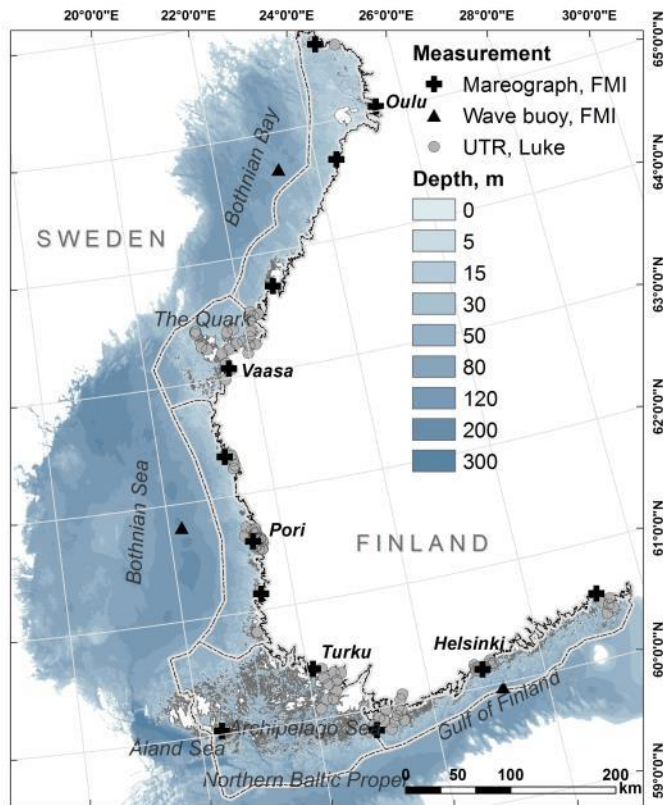 20°0'0"E 22°0'0"E 24°0'0"E 26°0'0"E 28°0'0"E 30°0'0"E
Measurement
Mareograph, FMI
Wave buoy, FMI
UTR, Luke
Depth, m
0
5
15
30
50
80
120
200
300
65°0'0"N
64°0'0"N
63°0'0"N
62°0'0"N
61°0'0"N
60°0'0"N
59°0'0"N
Oulu
Bothnian Bay
SWEDEN
The Quark
Vaasa
Bothnian Sea
Pori
FINLAND
Turku
Helsinki
Gulf of Finland
Archipelago Sea
Åland Sea
Northern Baltic Proper
0 50 100 200
km